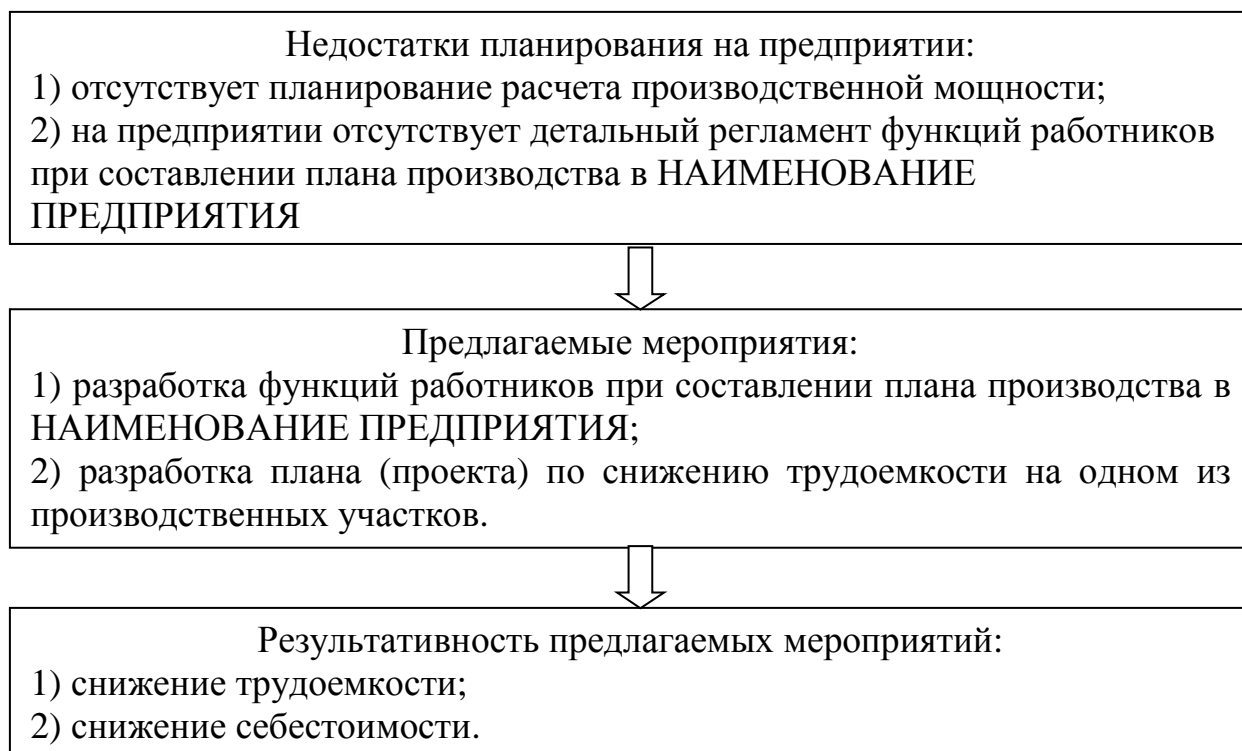 Недостатки планирования на предприятии:
1) отсутствует планирование расчета производственной мощности;
2) на предприятии отсутствует детальный регламент функций работников
при составлении плана производства в НАИМЕНОВАНИЕ
ПРЕДПРИЯТИЯ
Предлагаемые мероприятия:
1) разработка функций работников при составлении плана производства в
НАИМЕНОВАНИЕ ПРЕДПРИЯТИЯ;
2) разработка плана (проекта) по снижению трудоемкости на одном из
производственных участков.
Результативность предлагаемых мероприятий:
1) снижение трудоемкости;
2) снижение себестоимости.